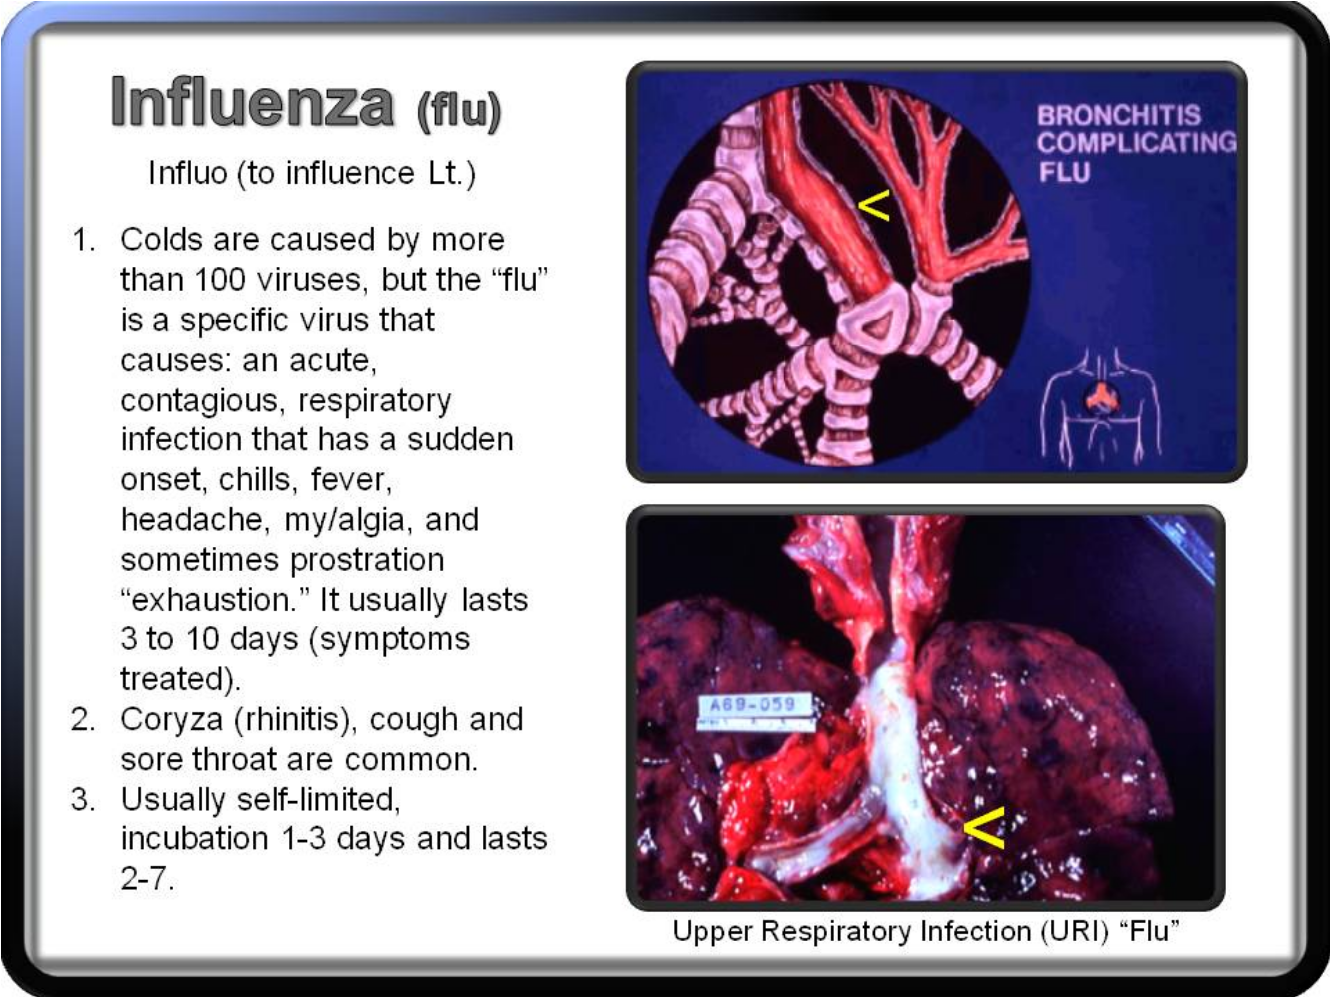 Influenza (flu)
Influo (to influence Lt.)
1. Colds are caused by more
than 100 viruses, but the “flu”
is a specific virus that
causes: an acute,
contagious, respiratory
infection that has a sudden
onset, chills, fever,
headache, my/algia, and
sometimes prostration
“exhaustion.” It usually lasts
3 to 10 days (symptoms
treated).
2. Coryza (rhinitis), cough and
sore throat are common.
3. Usually self-limited,
incubation 1-3 days and lasts
2-7.
BRONCHITIS
COMPLICATING
FLU
<
A69-059
<
Upper Respiratory Infection (URI) “Flu”